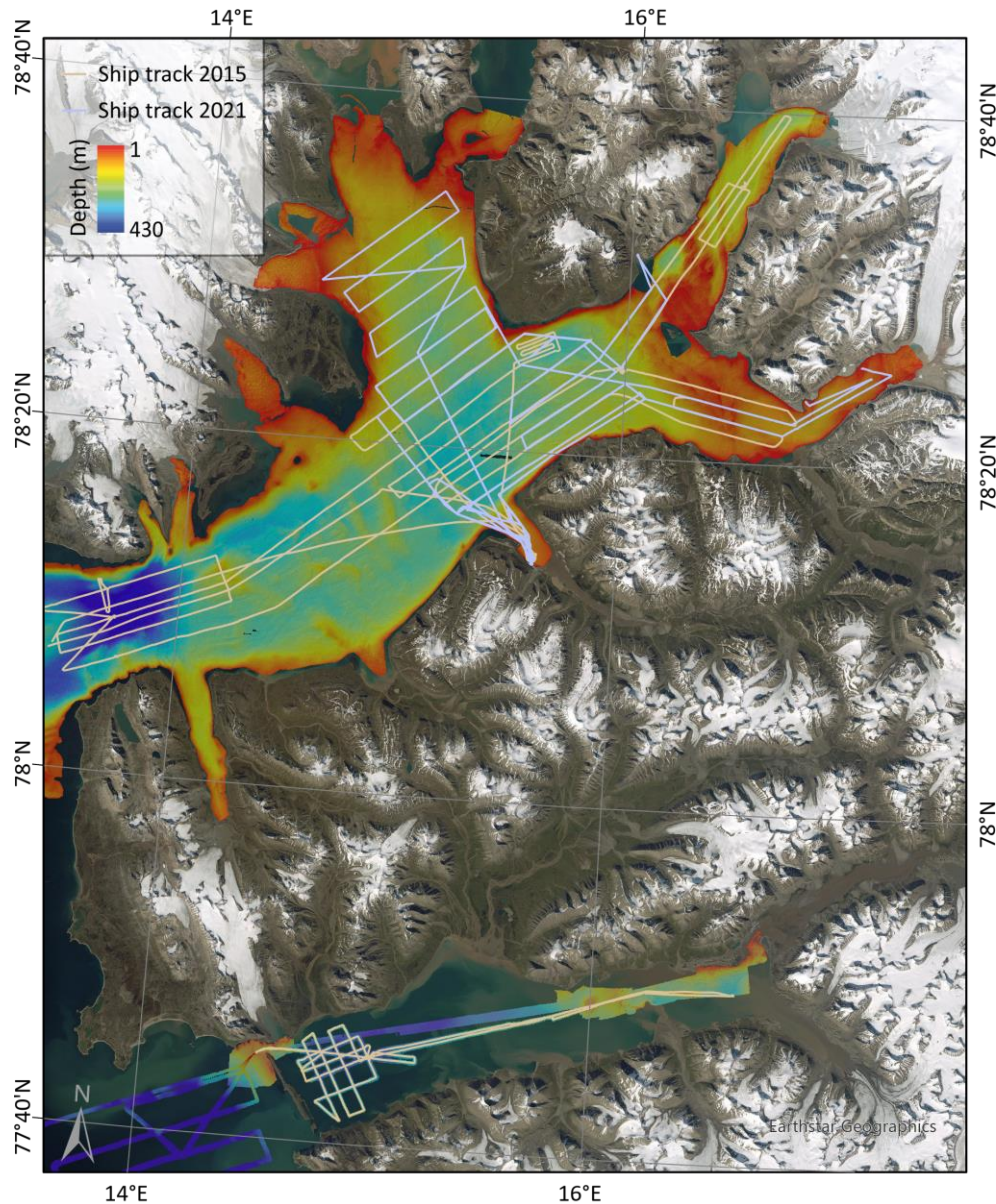 14°E
16°E
78°40'N
Ship track 2015
Ship track 2021
Depth (m)
1
430
78°40'N
78°20'N
78°20'N
78°N
78°N
77°40'N
N
Earthstar Geographics
14°E
16°E